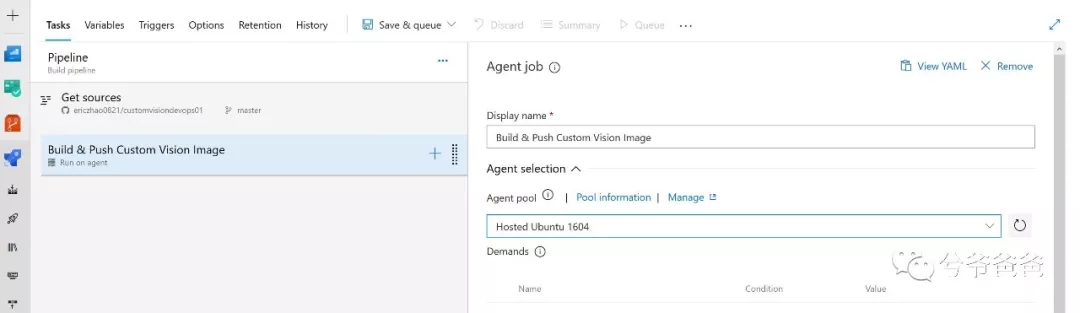 Tasks Variables Triggers Options Retention History Save & queue Discard Summary Queue ...
Pipeline
Build pipeline
Get sources
ericzhao0821/customvisiondevops01 master
Build & Push Custom Vision Image
Run on agent
Agent job
View YAML Remove
Display name *
Build & Push Custom Vision Image
Agent selection
Agent pool | Pool information | Manage
Hosted Ubuntu 1604
Demands
Name Condition Value
兮爷爸爸